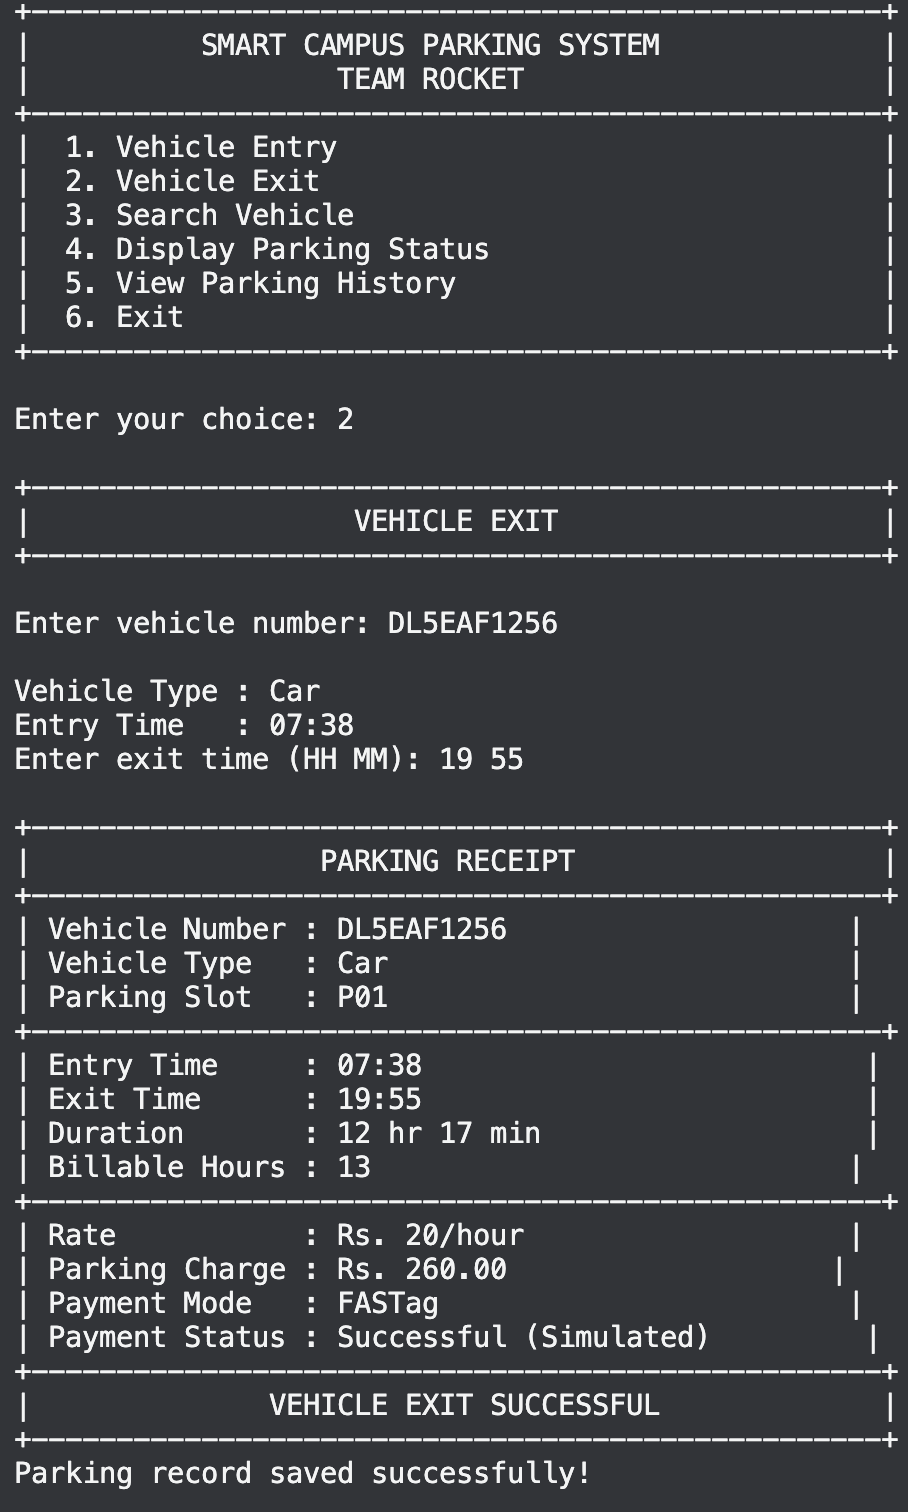 +--------------------------------------------------+
|          SMART CAMPUS PARKING SYSTEM             |
|                  TEAM ROCKET                     |
+--------------------------------------------------+
|  1. Vehicle Entry                                |
|  2. Vehicle Exit                                 |
|  3. Search Vehicle                               |
|  4. Display Parking Status                       |
|  5. View Parking History                         |
|  6. Exit                                         |
+--------------------------------------------------+

Enter your choice: 2

+--------------------------------------------------+
|                   VEHICLE EXIT                   |
+--------------------------------------------------+

Enter vehicle number: DL5EAF1256

Vehicle Type : Car
Entry Time   : 07:38
Enter exit time (HH MM): 19 55

+--------------------------------------------------+
|                 PARKING RECEIPT                  |
+--------------------------------------------------+
| Vehicle Number : DL5EAF1256                    |
| Vehicle Type   : Car                           |
| Parking Slot   : P01                           |
+--------------------------------------------------+
| Entry Time     : 07:38                          |
| Exit Time      : 19:55                          |
| Duration       : 12 hr 17 min                   |
| Billable Hours : 13                            |
+--------------------------------------------------+
| Rate           : Rs. 20/hour                   |
| Parking Charge : Rs. 260.00                   |
| Payment Mode   : FASTag                        |
| Payment Status : Successful (Simulated)         |
+--------------------------------------------------+
|              VEHICLE EXIT SUCCESSFUL             |
+--------------------------------------------------+
Parking record saved successfully!